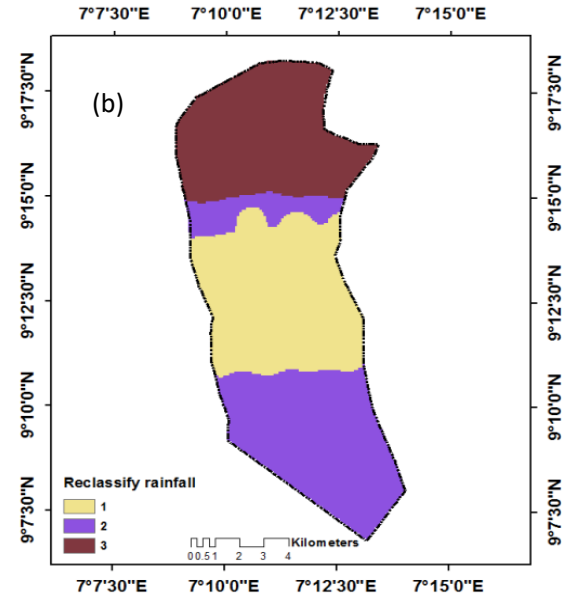 7°7'30"E 7°10'0"E 7°12'30"E 7°15'0"E
(b)
9°17'30"N 9°17'30"N
9°15'0"N 9°15'0"N
9°12'30"N 9°12'30"N
9°10'0"N 9°10'0"N
9°7'30"N 9°7'30"N
Reclassify rainfall
1
2
3
Kilometers
0 0.5 1 2 3 4
7°7'30"E 7°10'0"E 7°12'30"E 7°15'0"E